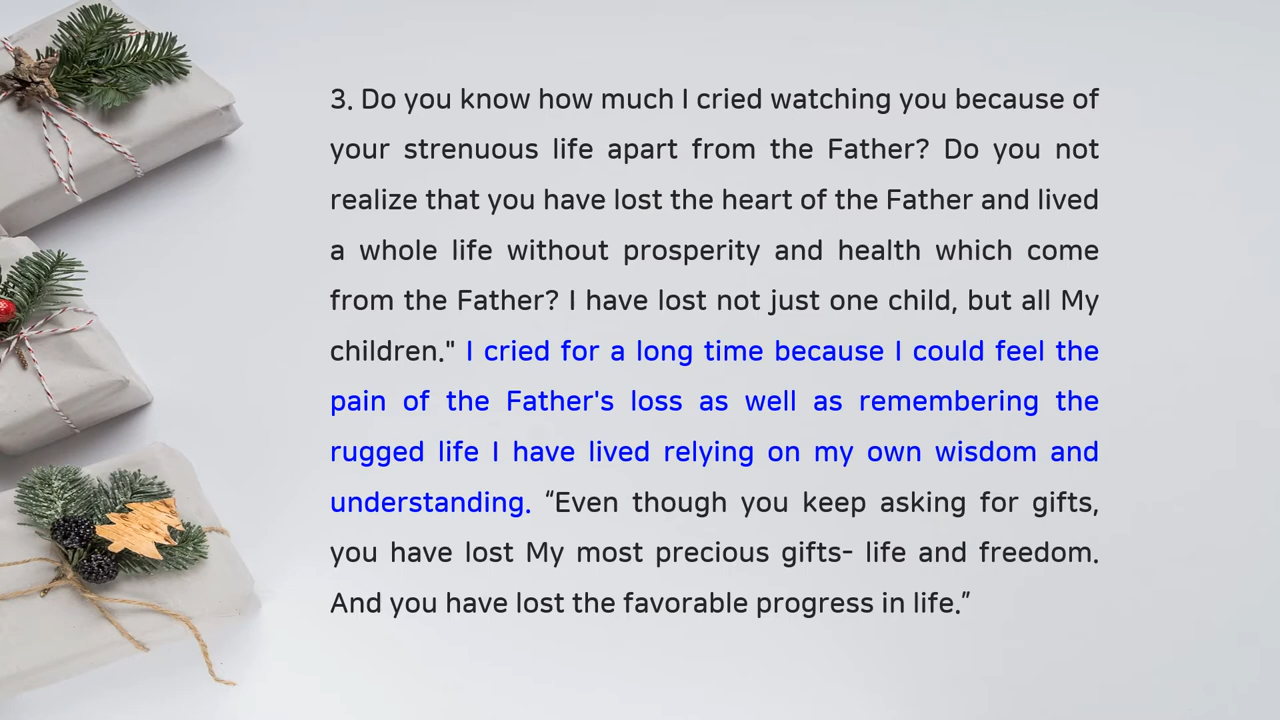 3. Do you know how much I cried watching you because of
your strenuous life apart from the Father? Do you not
realize that you have lost the heart of the Father and lived
a whole life without prosperity and health which come
from the Father? I have lost not just one child, but all My
children." I cried for a long time because I could feel the
pain of the Father's loss as well as remembering the
rugged life I have lived relying on my own wisdom and
understanding. “Even though you keep asking for gifts,
you have lost My most precious gifts- life and freedom.
And you have lost the favorable progress in life.”